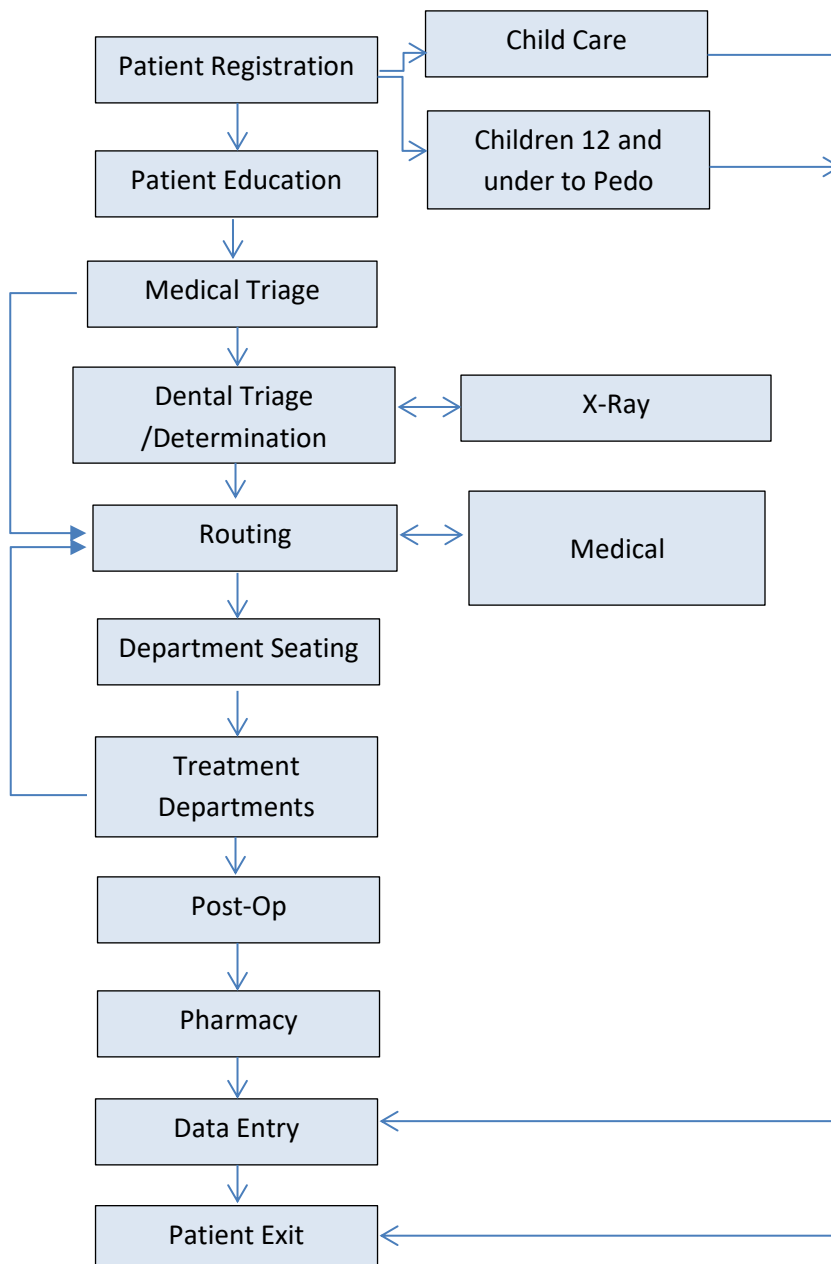 Patient Registration
Child Care
Children 12 and
under to Pedo
Patient Education
Medical Triage
Dental Triage
/Determination
X-Ray
Routing
Medical
Department Seating
Treatment
Departments
Post-Op
Pharmacy
Data Entry
Patient Exit